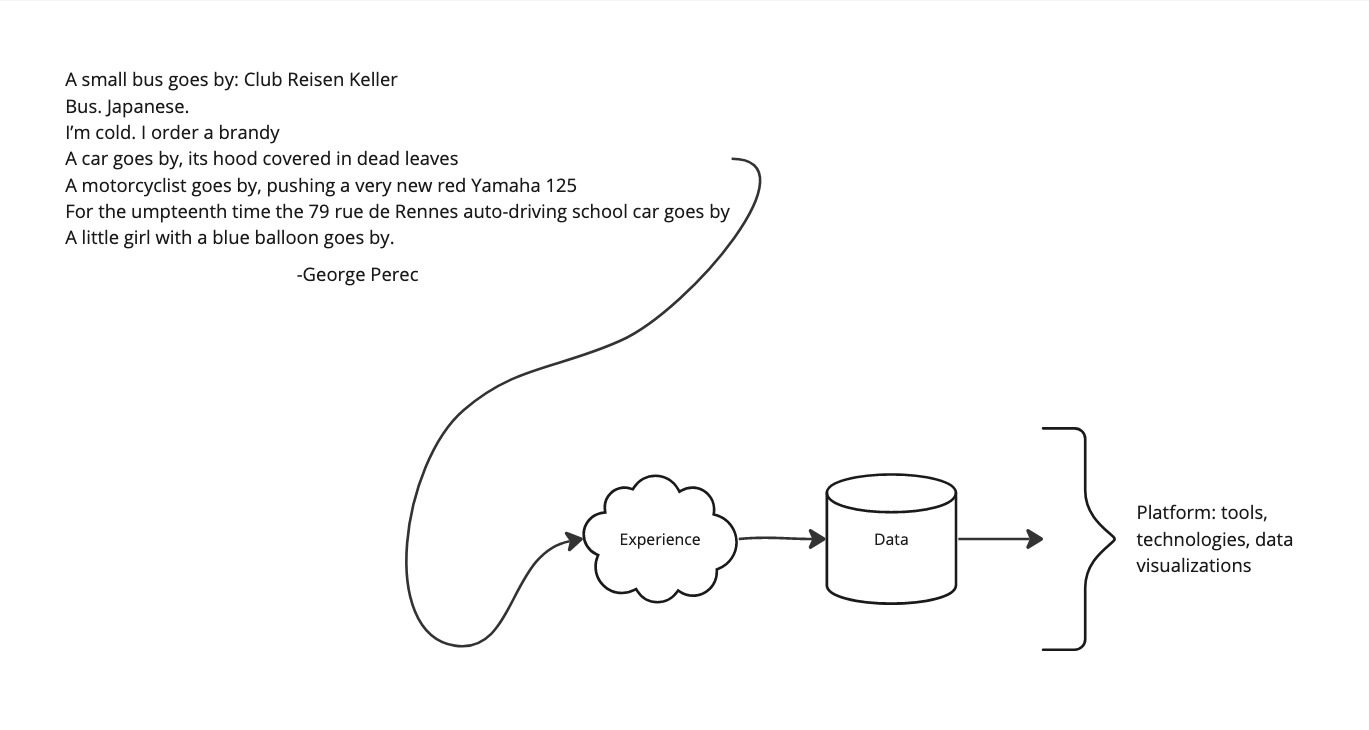 A small bus goes by: Club Reisen Keller
Bus. Japanese.
I’m cold. I order a brandy
A car goes by, its hood covered in dead leaves
A motorcyclist goes by, pushing a very new red Yamaha 125
For the umpteenth time the 79 rue de Rennes auto-driving school car goes by
A little girl with a blue balloon goes by.
-George Perec
Experience
Data
Platform: tools,
technologies, data
visualizations